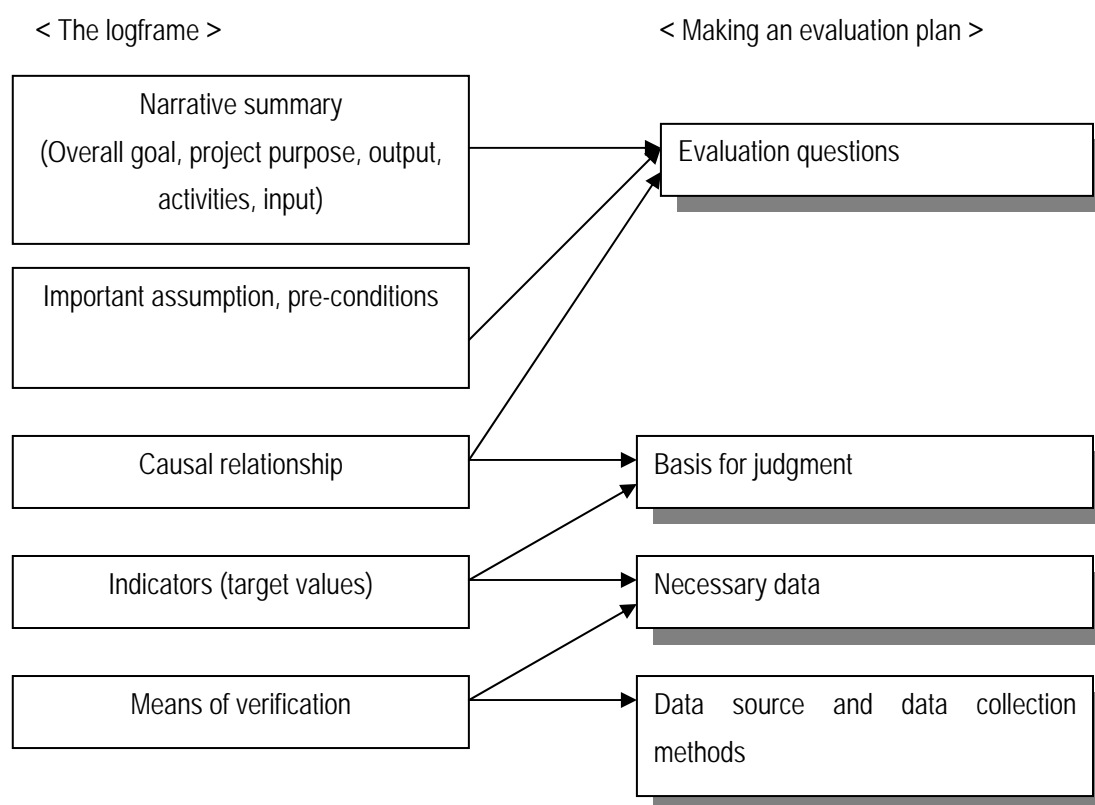 < The logframe >
< Making an evaluation plan >
Narrative summary
(Overall goal, project purpose, output,
activities, input)
Evaluation questions
Important assumption, pre-conditions
Causal relationship
Basis for judgment
Indicators (target values)
Necessary data
Means of verification
Data source and data collection
methods